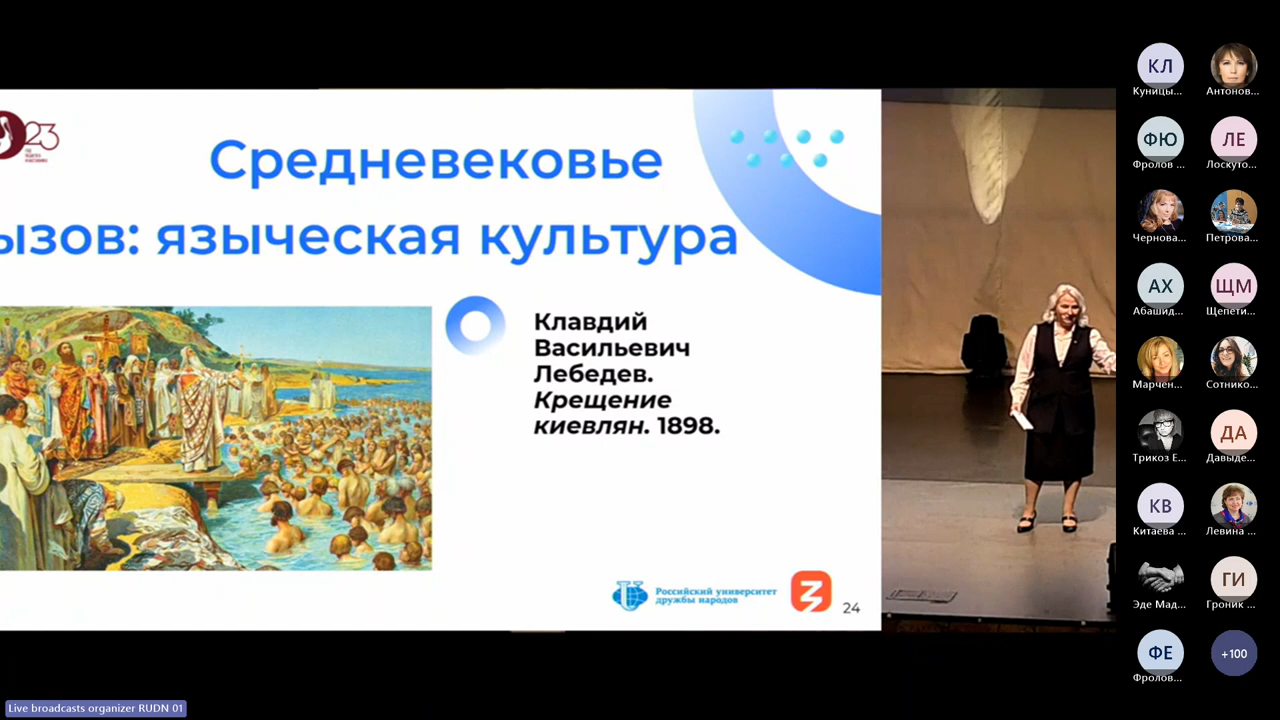 23
Средневековье
ызов: языческая культура
Клавдий
Васильевич
Лебедев.
Крещение
киевлян. 1898.
Российский университет
дружбы народов
24
КЛ
Куницы...
Антонов...
ФЮ
Фролов ...
ЛЕ
Лоскуто...
Чернова...
Петрова...
АХ
Абашид...
ЩМ
Щепети...
Марчен...
Сотнико...
Трикоз Е...
ДА
Давыде...
КВ
Китаева ...
Левина ...
Эде Мад...
ГИ
Гроник ...
ФЕ
Фролов...
+100
Live broadcasts organizer RUDN 01